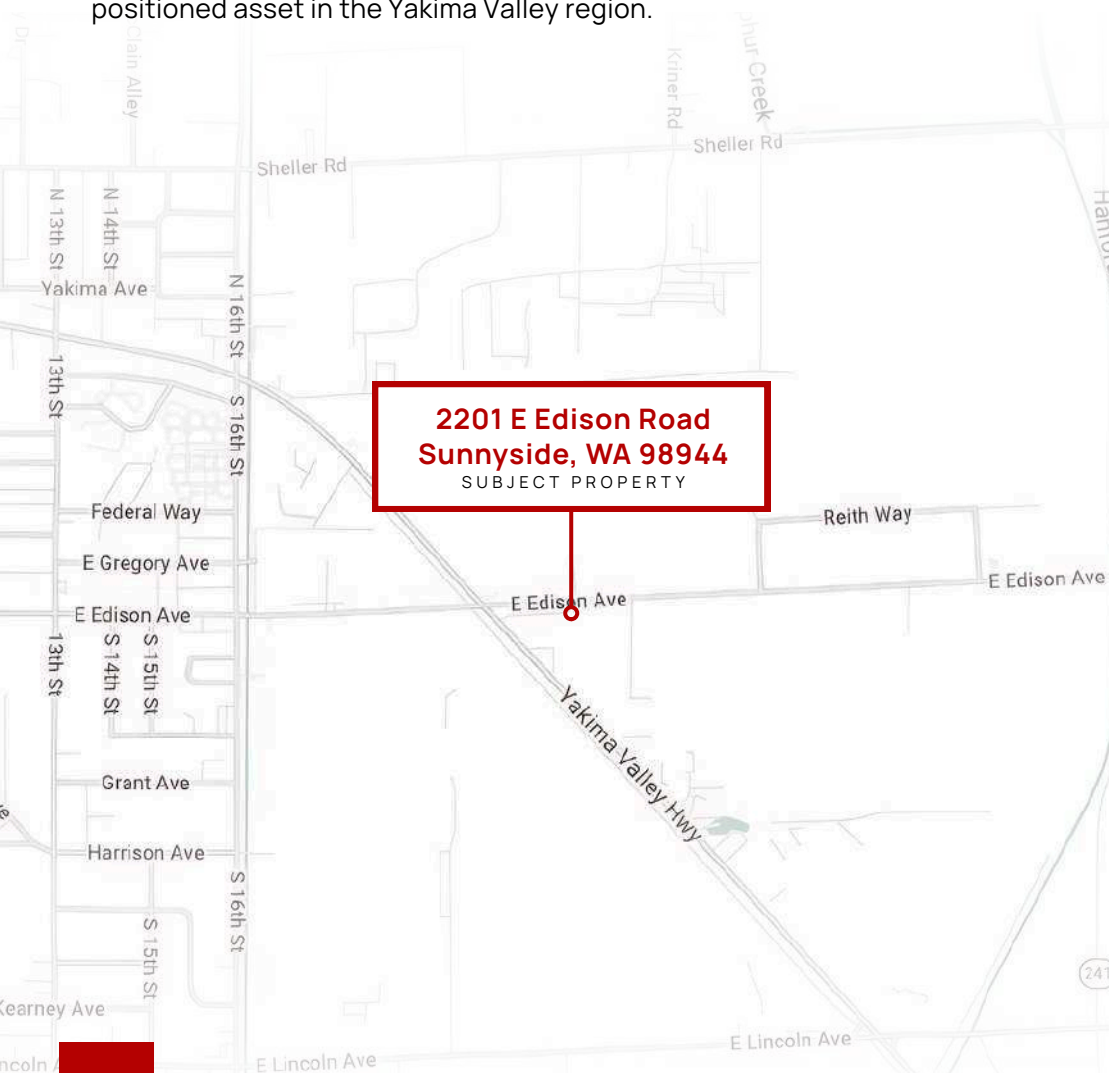 positioned asset in the Yakima Valley region.
Clain Alley
Kriner Rd
Creek
Sheller Rd
Sheller Rd
N 13th St
N 14th St
Yakima Ave
N 16th St
13th St
S 16th St
2201 E Edison Road
Sunnyside, WA 98944
SUBJECT PROPERTY
Federal Way
Reith Way
E Gregory Ave
E Edison Ave
E Edison Ave
E Edison Ave
13th St
S 14th St
S 15th St
Yakima Valley Hwy
Grant Ave
Harrison Ave
S 16th St
S 15th St
241
Kearney Ave
E Lincoln Ave
E Lincoln Ave